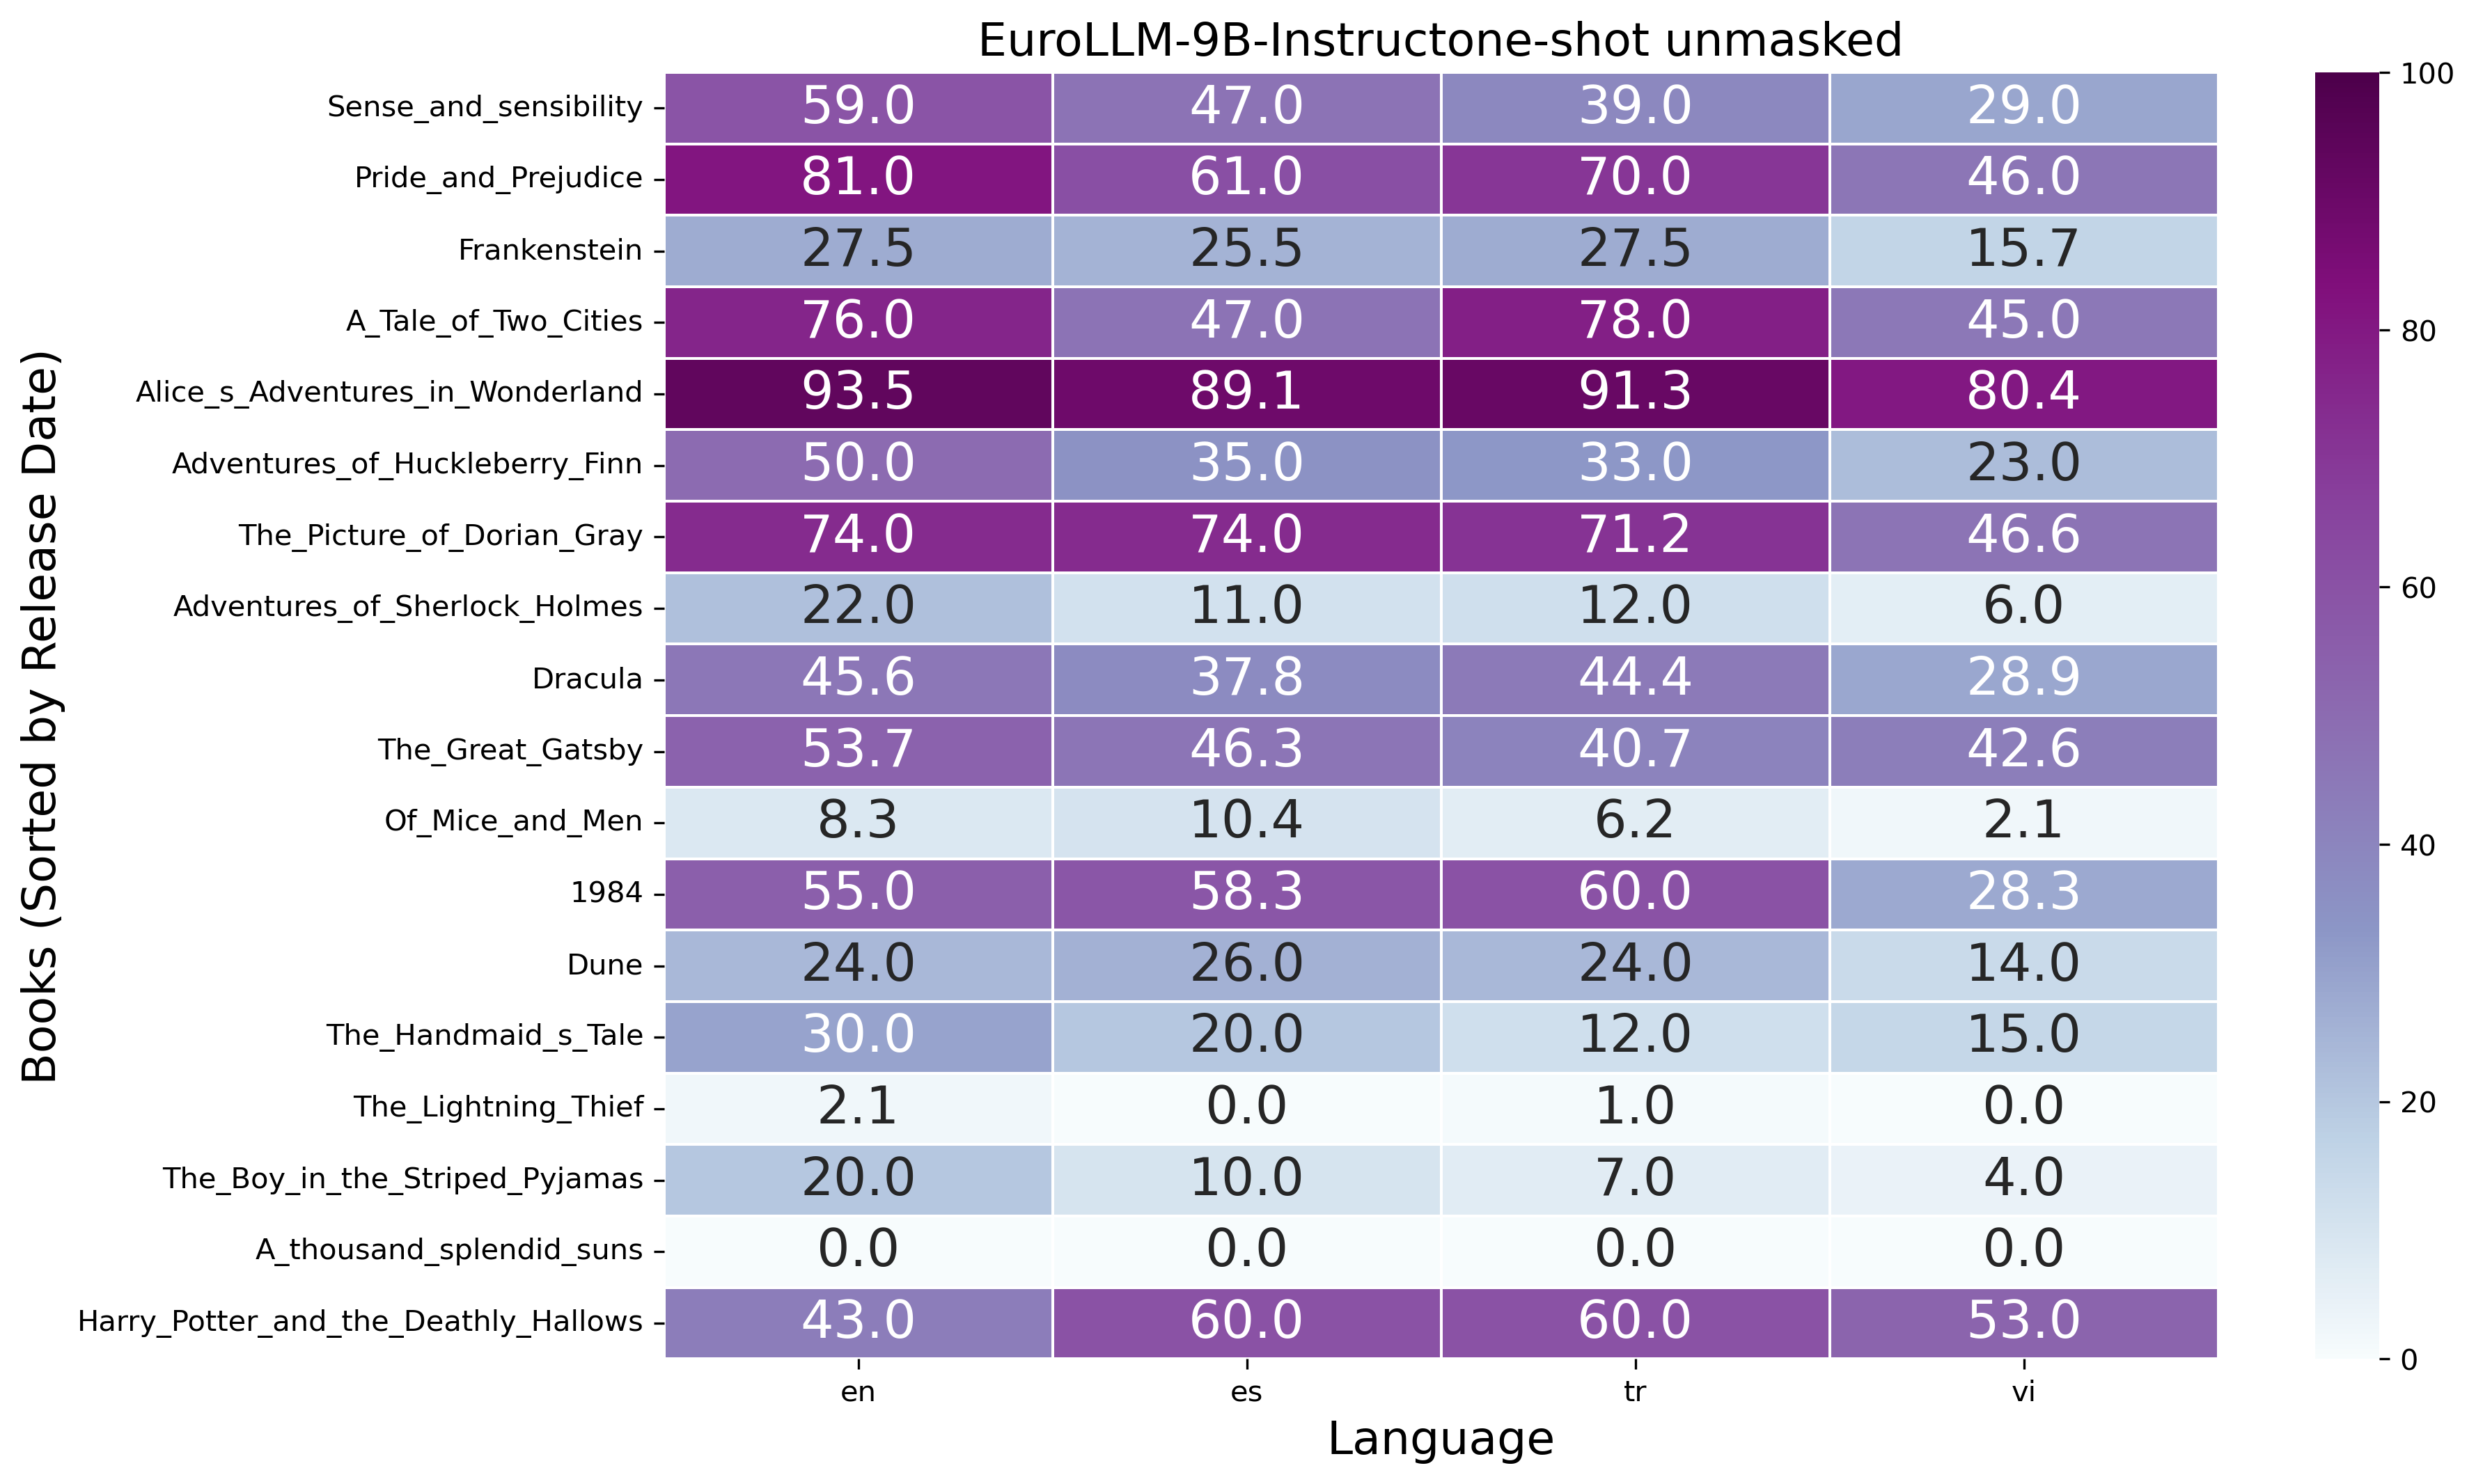 EuroLLM-9B-Instructone-shot unmasked
Books (Sorted by Release Date)
Sense_and_sensibility 59.0 47.0 39.0 29.0
Pride_and_Prejudice 81.0 61.0 70.0 46.0
Frankenstein 27.5 25.5 27.5 15.7
A_Tale_of_Two_Cities 76.0 47.0 78.0 45.0
Alice_s_Adventures_in_Wonderland 93.5 89.1 91.3 80.4
Adventures_of_Huckleberry_Finn 50.0 35.0 33.0 23.0
The_Picture_of_Dorian_Gray 74.0 74.0 71.2 46.6
Adventures_of_Sherlock_Holmes 22.0 11.0 12.0 6.0
Dracula 45.6 37.8 44.4 28.9
The_Great_Gatsby 53.7 46.3 40.7 42.6
Of_Mice_and_Men 8.3 10.4 6.2 2.1
1984 55.0 58.3 60.0 28.3
Dune 24.0 26.0 24.0 14.0
The_Handmaid_s_Tale 30.0 20.0 12.0 15.0
The_Lightning_Thief 2.1 0.0 1.0 0.0
The_Boy_in_the_Striped_Pyjamas 20.0 10.0 7.0 4.0
A_thousand_splendid_suns 0.0 0.0 0.0 0.0
Harry_Potter_and_the_Deathly_Hallows 43.0 60.0 60.0 53.0
en es tr vi
Language
100
80
60
40
20
0